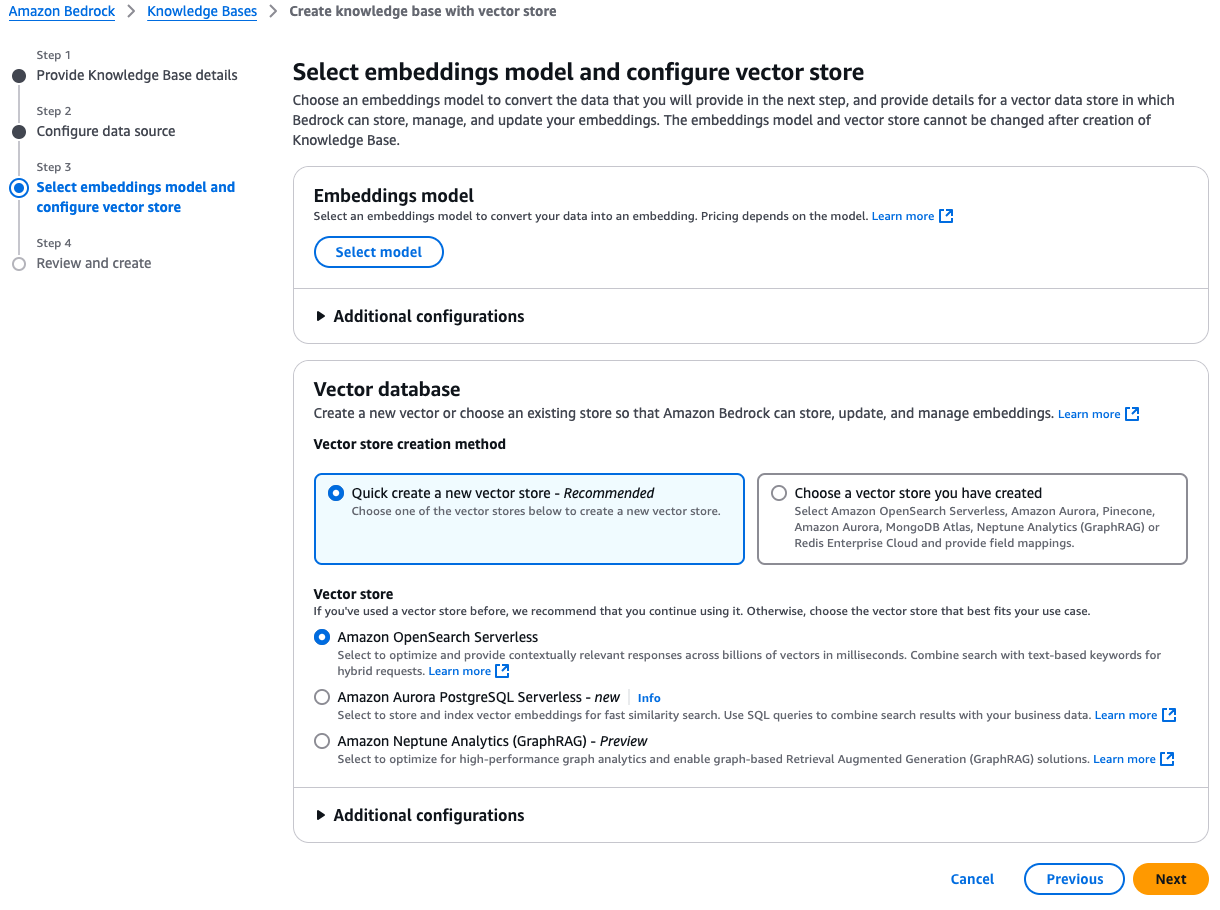 Amazon Bedrock > Knowledge Bases > Create knowledge base with vector store
Step 1
Provide Knowledge Base details
Step 2
Configure data source
Step 3
Select embeddings model and
configure vector store
Step 4
Review and create
Select embeddings model and configure vector store
Choose an embeddings model to convert the data that you will provide in the next step, and provide details for a vector data store in which
Bedrock can store, manage, and update your embeddings. The embeddings model and vector store cannot be changed after creation of
Knowledge Base.
Embeddings model
Select an embeddings model to convert your data into an embedding. Pricing depends on the model. Learn more
Select model
Additional configurations
Vector database
Create a new vector or choose an existing store so that Amazon Bedrock can store, update, and manage embeddings. Learn more
Vector store creation method
Quick create a new vector store - Recommended
Choose one of the vector stores below to create a new vector store.
Choose a vector store you have created
Select Amazon OpenSearch Serverless, Amazon Aurora, Pinecone,
Amazon Aurora, MongoDB Atlas, Neptune Analytics (GraphRAG) or
Redis Enterprise Cloud and provide field mappings.
Vector store
If you've used a vector store before, we recommend that you continue using it. Otherwise, choose the vector store that best fits your use case.
Amazon OpenSearch Serverless
Select to optimize and provide contextually relevant responses across billions of vectors in milliseconds. Combine search with text-based keywords for
hybrid requests. Learn more
Amazon Aurora PostgreSQL Serverless - new | Info
Select to store and index vector embeddings for fast similarity search. Use SQL queries to combine search results with your business data. Learn more
Amazon Neptune Analytics (GraphRAG) - Preview
Select to optimize for high-performance graph analytics and enable graph-based Retrieval Augmented Generation (GraphRAG) solutions. Learn more
Additional configurations
Cancel
Previous
Next